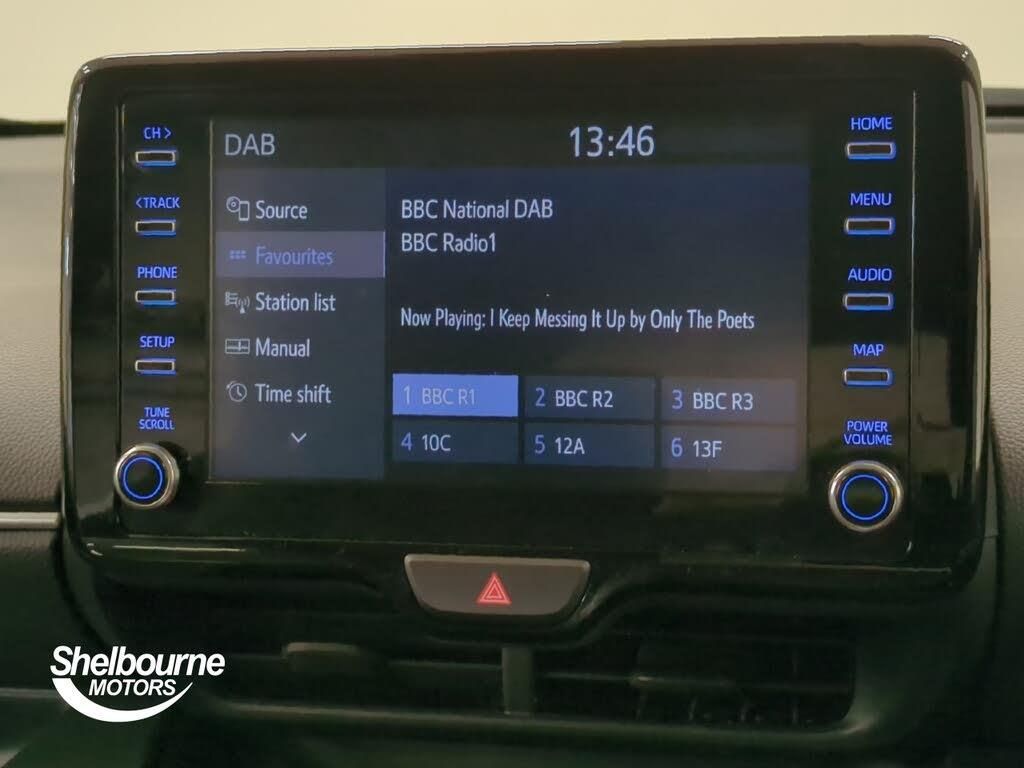 CH >
< TRACK
PHONE
SETUP
TUNE
SCROLL
DAB
13:46
Source
Favourites
Station list
Manual
Time shift
BBC National DAB
BBC Radio1
Now Playing: I Keep Messing It Up by Only The Poets
1 BBC R1
2 BBC R2
3 BBC R3
4 10C
5 12A
6 13F
HOME
MENU
AUDIO
MAP
POWER
VOLUME
Shelbourne
MOTORS